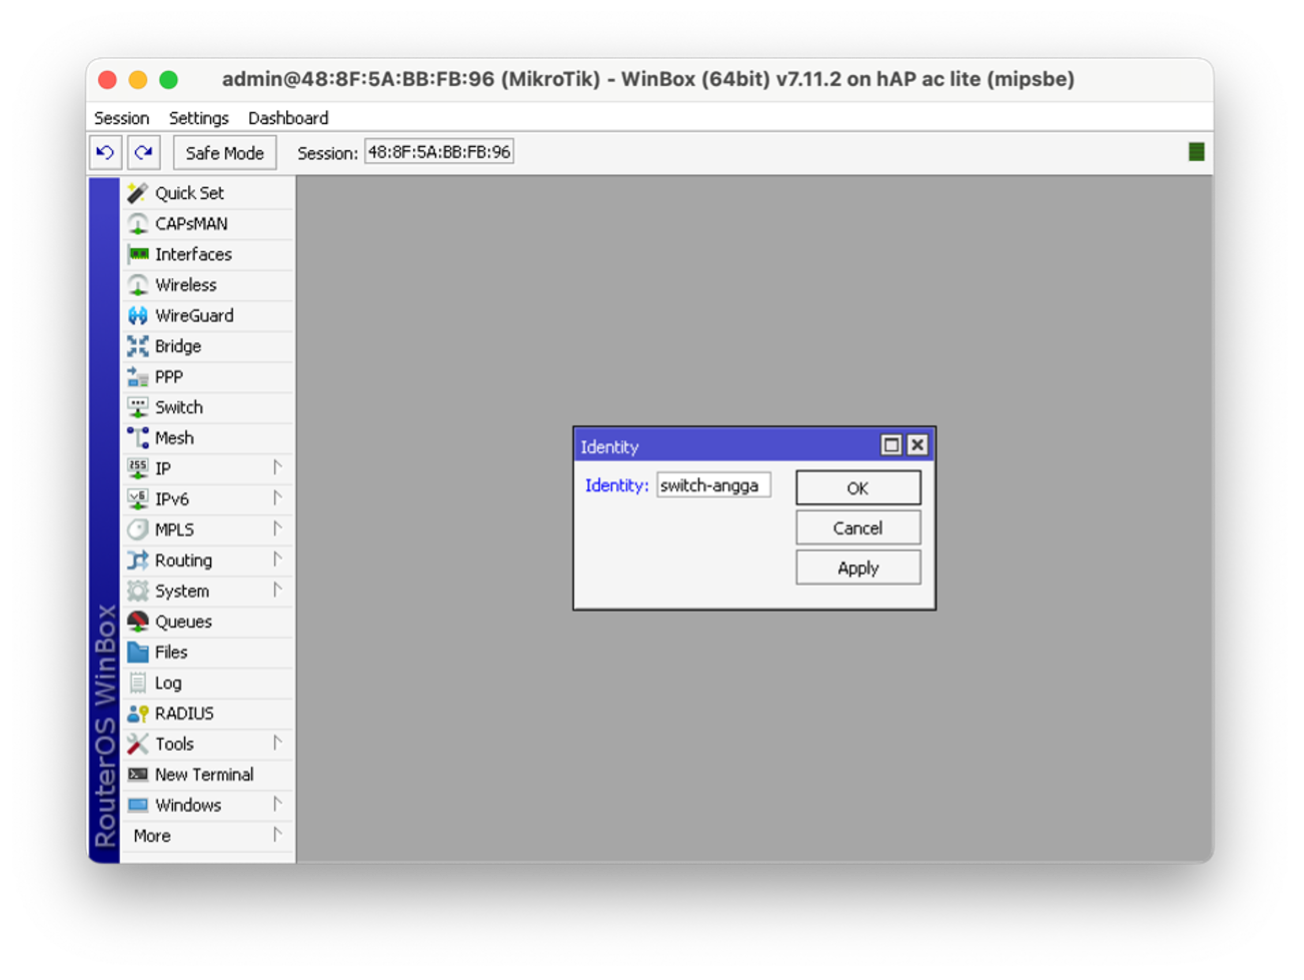 admin@48:8F:5A:BB:FB:96 (MikroTik) - WinBox (64bit) v7.11.2 on hAP ac lite (mipsbe)
Session Settings Dashboard
Safe Mode Session: 48:8F:5A:BB:FB:96
Quick Set
CAPsMAN
Interfaces
Wireless
WireGuard
Bridge
PPP
Switch
Mesh
255 IP
v6 IPv6
MPLS
Routing
System
Queues
Files
Log
RADIUS
Tools
New Terminal
Windows
More
RouterOS WinBox
Identity
Identity: switch-angga
OK
Cancel
Apply